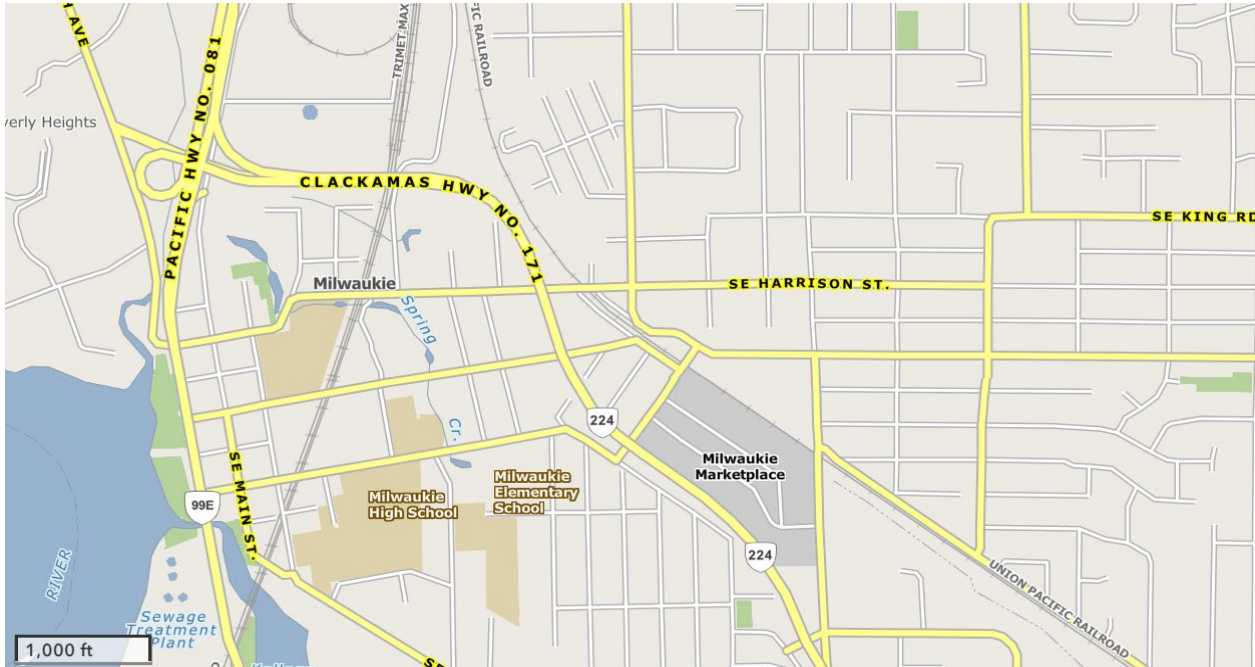 H AVE
PACIFIC HWY NO. 081
TRIMET MAX
PACIFIC RAILROAD
verly Heights
CLACKAMAS HWY NO. 171
SE KING RD
Milwaukie
SE HARRISON ST.
Spring
Cr.
224
Milwaukie
Marketplace
SE MAIN ST.
Milwaukie
High School
Milwaukie
Elementary
School
99E
224
UNION PACIFIC RAILROAD
RIVER
Sewage
Treatment
Plant
1,000 ft
SE